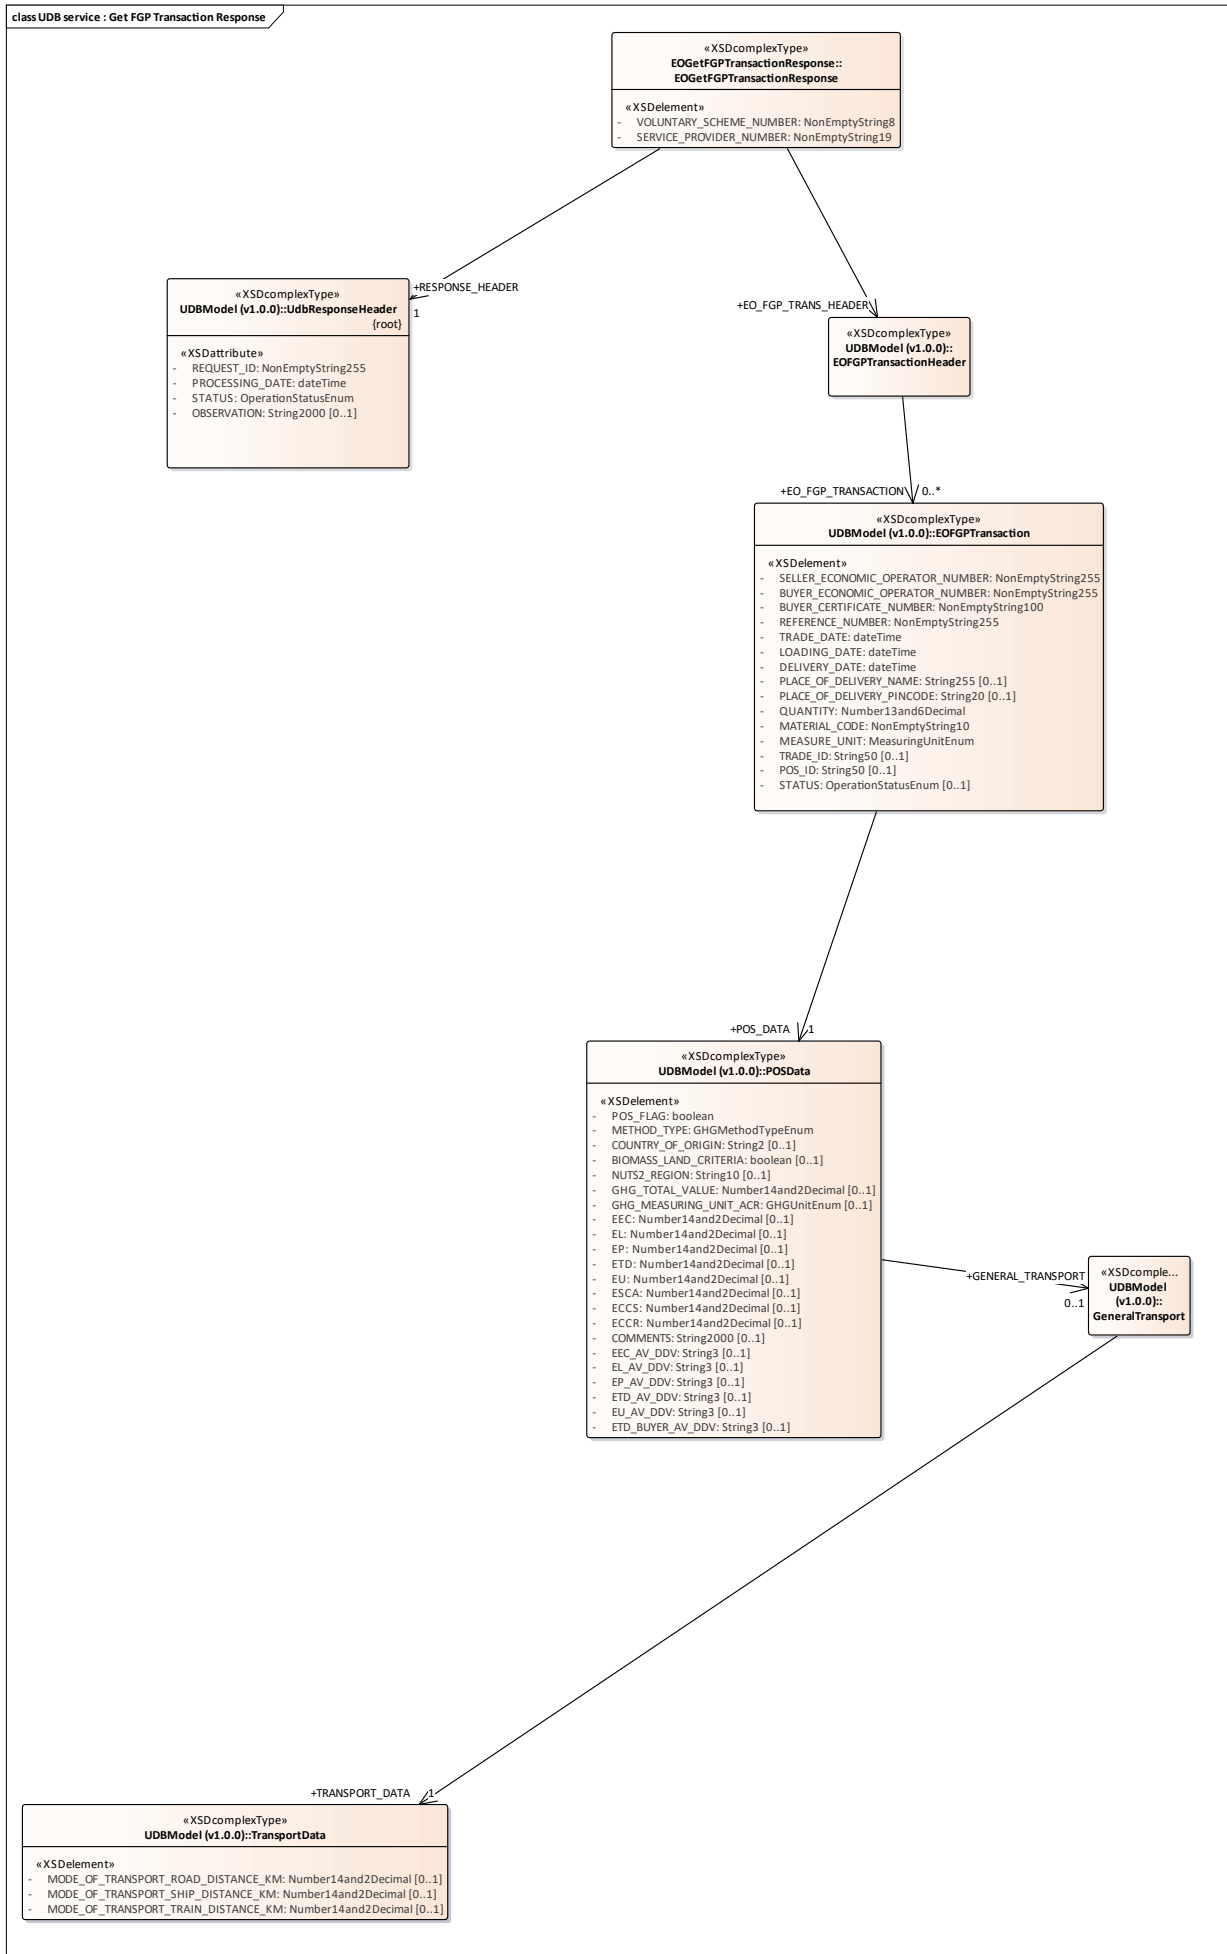 class UDB service : Get FGP Transaction Response
«XSDcomplexType»
EOGetFGPTransactionResponse::
EOGetFGPTransactionResponse
«XSDelement»
- VOLUNTARY_SCHEME_NUMBER: NonEmptyString8
- SERVICE_PROVIDER_NUMBER: NonEmptyString19
+RESPONSE_HEADER
1
«XSDcomplexType»
UDBModel (v1.0.0)::UdbResponseHeader
{root}
«XSDattribute»
- REQUEST_ID: NonEmptyString255
- PROCESSING_DATE: dateTime
- STATUS: OperationStatusEnum
- OBSERVATION: String2000 [0..1]
+EO_FGP_TRANS_HEADER
«XSDcomplexType»
UDBModel (v1.0.0)::
EOFGPTransactionHeader
+EO_FGP_TRANSACTION 0..*
«XSDcomplexType»
UDBModel (v1.0.0)::EOFGPTransaction
«XSDelement»
- SELLER_ECONOMIC_OPERATOR_NUMBER: NonEmptyString255
- BUYER_ECONOMIC_OPERATOR_NUMBER: NonEmptyString255
- BUYER_CERTIFICATE_NUMBER: NonEmptyString100
- REFERENCE_NUMBER: NonEmptyString255
- TRADE_DATE: dateTime
- LOADING_DATE: dateTime
- DELIVERY_DATE: dateTime
- PLACE_OF_DELIVERY_NAME: String255 [0..1]
- PLACE_OF_DELIVERY_PINCODE: String20 [0..1]
- QUANTITY: Number13and6Decimal
- MATERIAL_CODE: NonEmptyString10
- MEASURE_UNIT: MeasuringUnitEnum
- TRADE_ID: String50 [0..1]
- POS_ID: String50 [0..1]
- STATUS: OperationStatusEnum [0..1]
+POS_DATA 1
«XSDcomplexType»
UDBModel (v1.0.0)::POSData
«XSDelement»
- POS_FLAG: boolean
- METHOD_TYPE: GHGMethodTypeEnum
- COUNTRY_OF_ORIGIN: String2 [0..1]
- BIOMASS_LAND_CRITERIA: boolean [0..1]
- NUTS2_REGION: String10 [0..1]
- GHG_TOTAL_VALUE: Number14and2Decimal [0..1]
- GHG_MEASURING_UNIT_ACR: GHGUnitEnum [0..1]
- EEC: Number14and2Decimal [0..1]
- EL: Number14and2Decimal [0..1]
- EP: Number14and2Decimal [0..1]
- ETD: Number14and2Decimal [0..1]
- EU: Number14and2Decimal [0..1]
- ESCA: Number14and2Decimal [0..1]
- ECCS: Number14and2Decimal [0..1]
- ECCR: Number14and2Decimal [0..1]
- COMMENTS: String2000 [0..1]
- EEC_AV_DDV: String3 [0..1]
- EL_AV_DDV: String3 [0..1]
- EP_AV_DDV: String3 [0..1]
- ETD_AV_DDV: String3 [0..1]
- EU_AV_DDV: String3 [0..1]
- ETD_BUYER_AV_DDV: String3 [0..1]
+GENERAL_TRANSPORT
0..1
«XSDcomple...
UDBModel
(v1.0.0)::
GeneralTransport
+TRANSPORT_DATA 1
«XSDcomplexType»
UDBModel (v1.0.0)::TransportData
«XSDelement»
- MODE_OF_TRANSPORT_ROAD_DISTANCE_KM: Number14and2Decimal [0..1]
- MODE_OF_TRANSPORT_SHIP_DISTANCE_KM: Number14and2Decimal [0..1]
- MODE_OF_TRANSPORT_TRAIN_DISTANCE_KM: Number14and2Decimal [0..1]